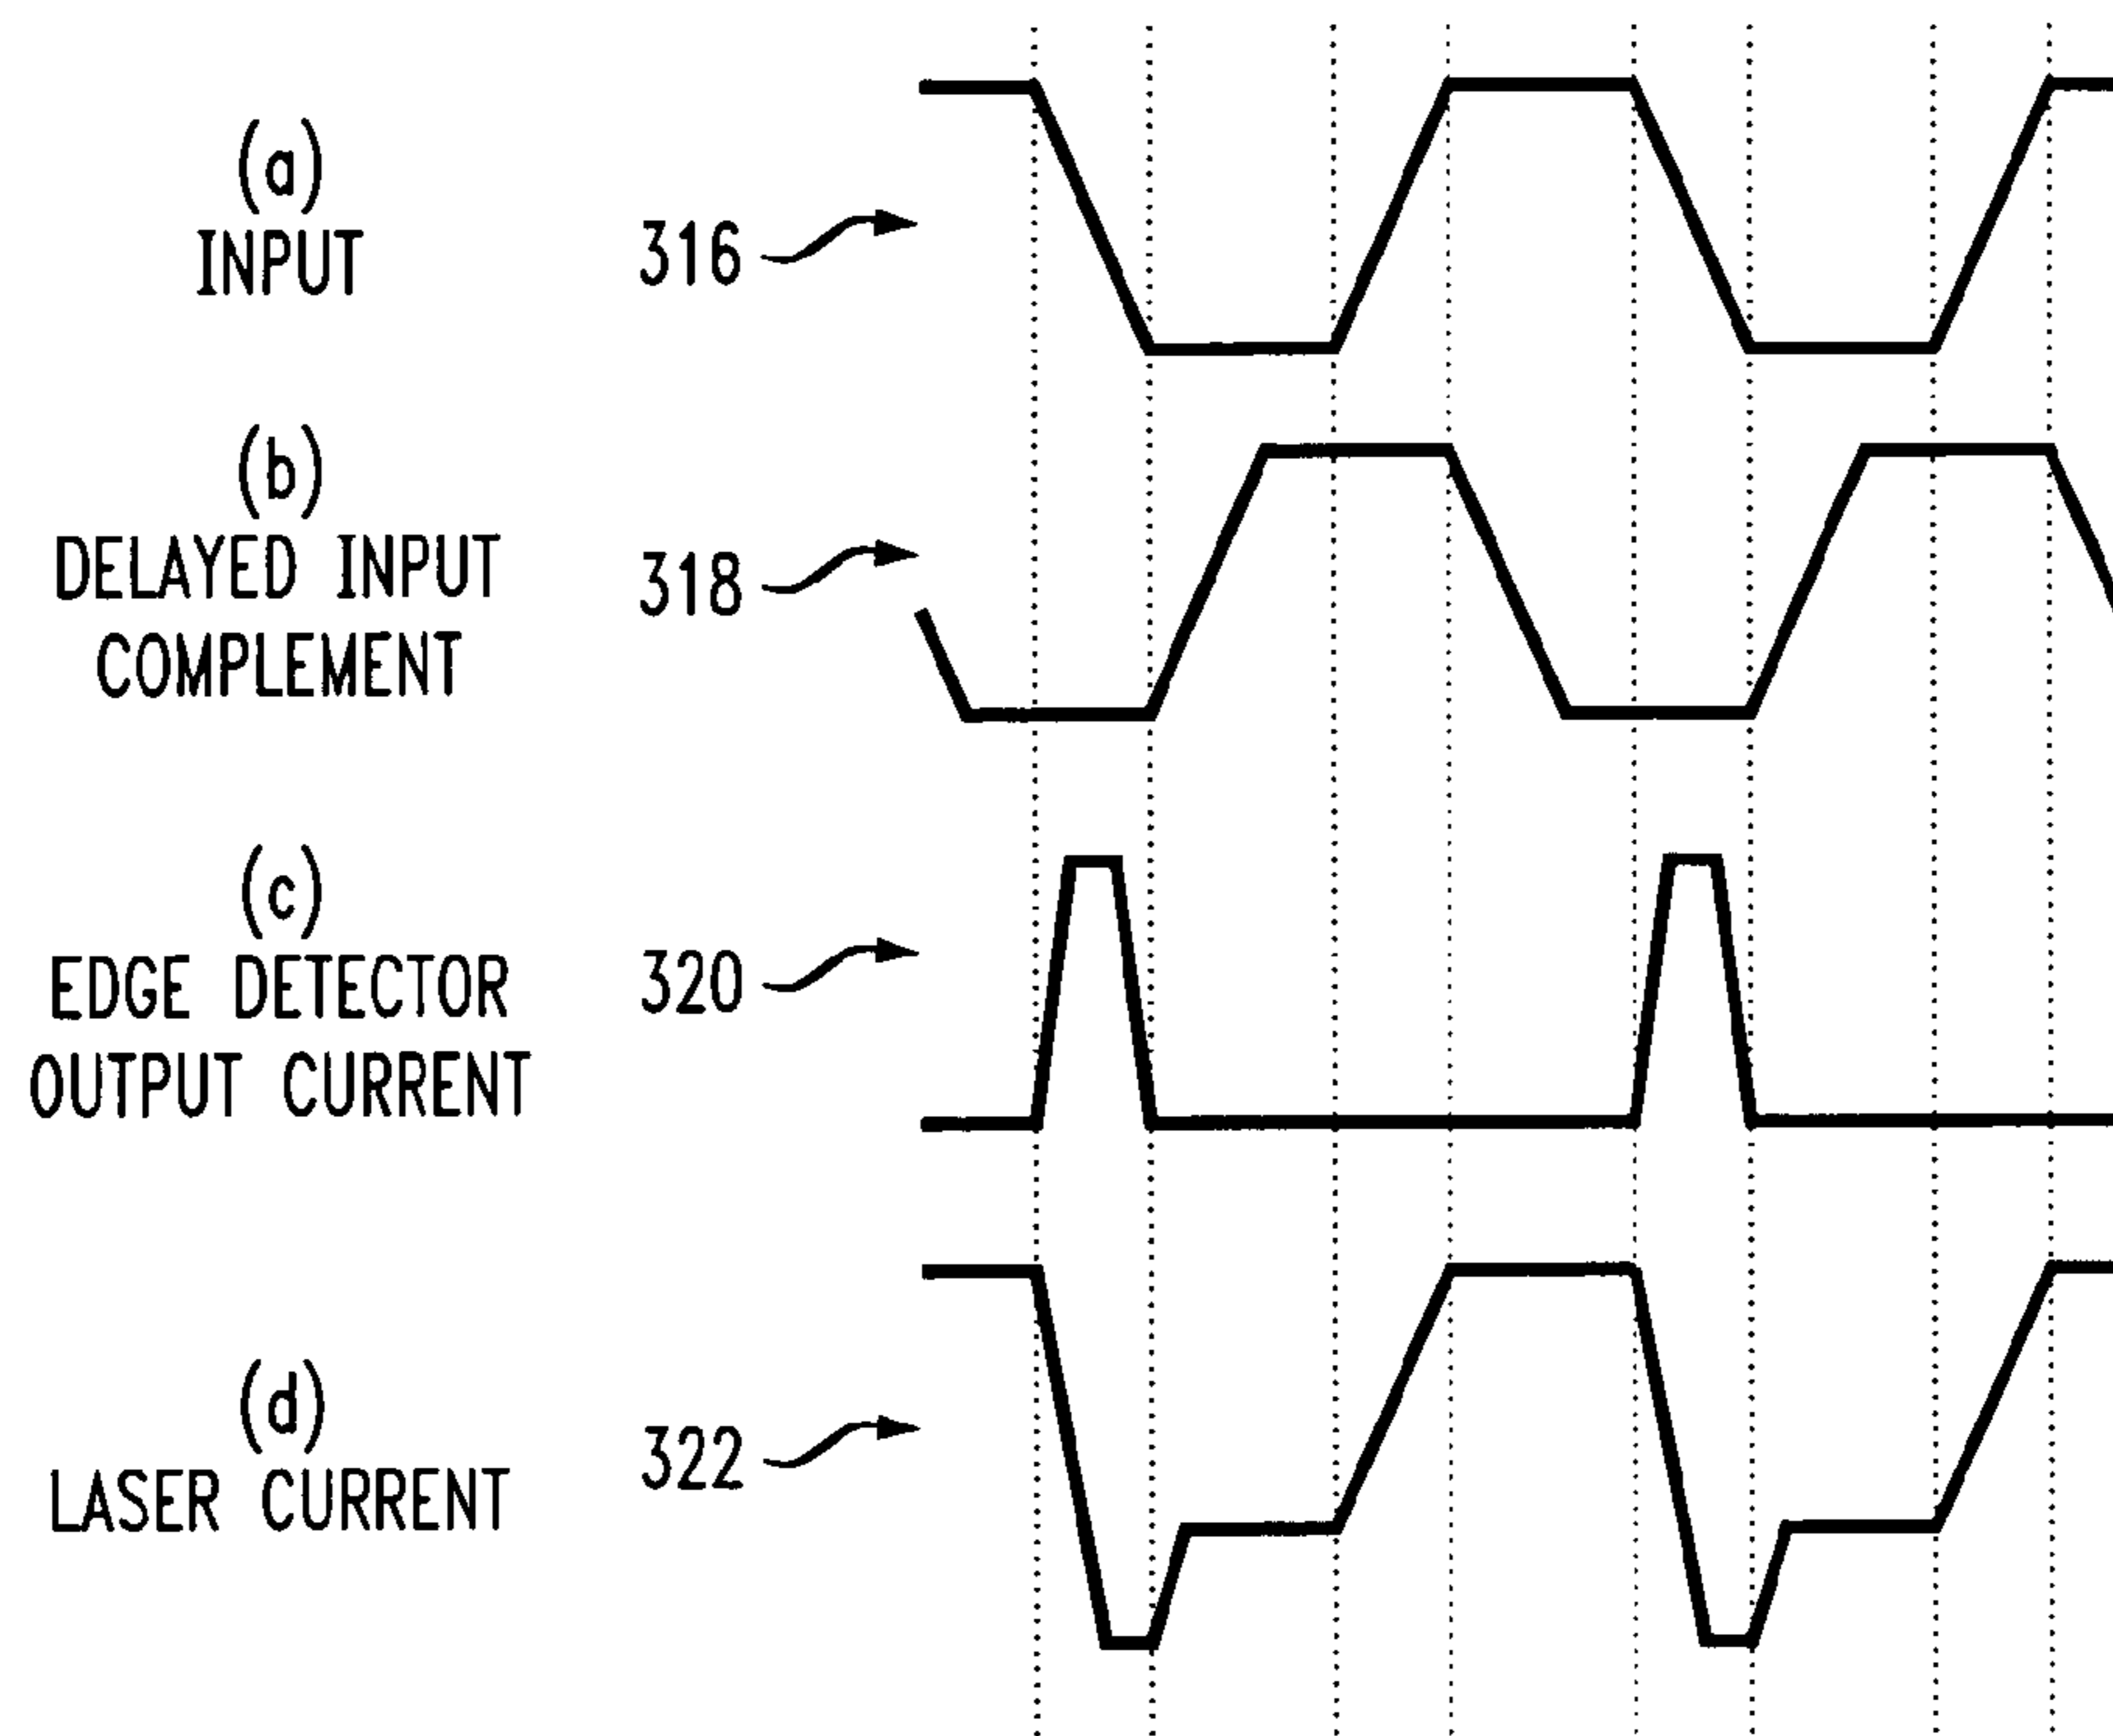 (a)
INPUT
316
(b)
DELAYED INPUT
COMPLEMENT
318
(c)
EDGE DETECTOR
OUTPUT CURRENT
320
(d)
LASER CURRENT
322